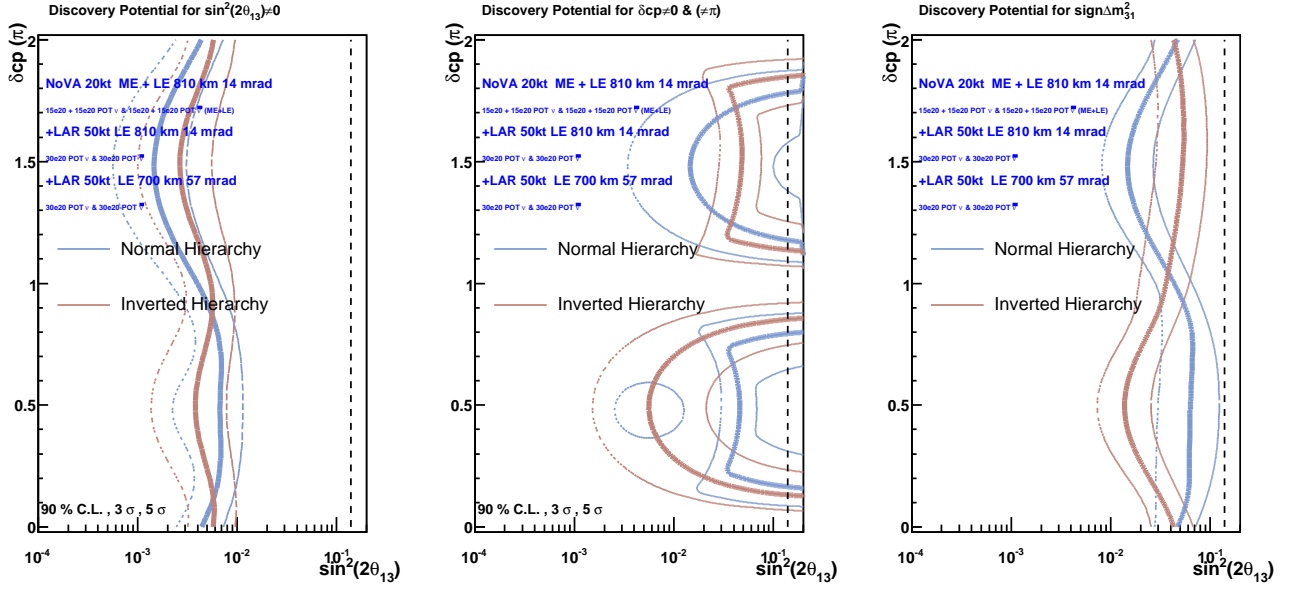 Discovery Potential for sin²(2θ₁₃)≠0
δcp (π)
2
1.5
1
0.5
0
NoVA 20kt ME + LE 810 km 14 mrad
15e20 + 15e20 POT ν & 15e20 + 15e20 POT ν̅ (ME+LE)
+LAR 50kt LE 810 km 14 mrad
30e20 POT ν & 30e20 POT ν̅
+LAR 50kt LE 700 km 57 mrad
30e20 POT ν & 30e20 POT ν̅
Normal Hierarchy
Inverted Hierarchy
90 % C.L. , 3 σ , 5 σ
10⁻⁴ 10⁻³ 10⁻² 10⁻¹
sin²(2θ₁₃)
Discovery Potential for δcp≠0 & (≠π)
δcp (π)
2
1.5
1
0.5
0
NoVA 20kt ME + LE 810 km 14 mrad
15e20 + 15e20 POT ν & 15e20 + 15e20 POT ν̅ (ME+LE)
+LAR 50kt LE 810 km 14 mrad
30e20 POT ν & 30e20 POT ν̅
+LAR 50kt LE 700 km 57 mrad
30e20 POT ν & 30e20 POT ν̅
Normal Hierarchy
Inverted Hierarchy
90 % C.L. , 3 σ , 5 σ
10⁻⁴ 10⁻³ 10⁻² 10⁻¹
sin²(2θ₁₃)
Discovery Potential for signΔm²₃₁
δcp (π)
2
1.5
1
0.5
0
NoVA 20kt ME + LE 810 km 14 mrad
15e20 + 15e20 POT ν & 15e20 + 15e20 POT ν̅ (ME+LE)
+LAR 50kt LE 810 km 14 mrad
30e20 POT ν & 30e20 POT ν̅
+LAR 50kt LE 700 km 57 mrad
30e20 POT ν & 30e20 POT ν̅
Normal Hierarchy
Inverted Hierarchy
10⁻⁴ 10⁻³ 10⁻² 10⁻¹
sin²(2θ₁₃)